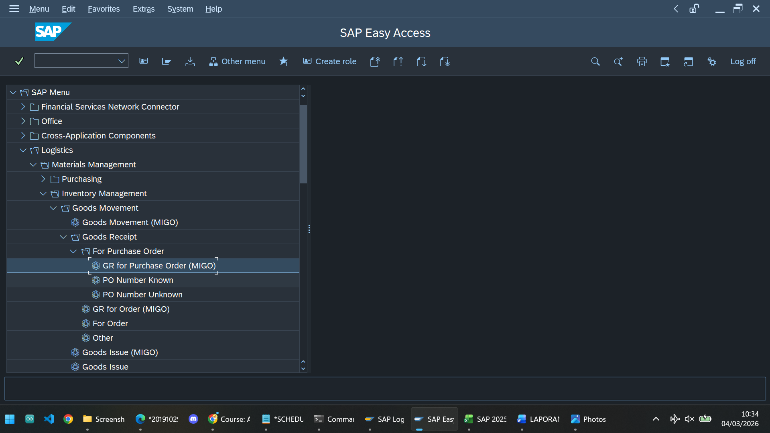 Menu Edit Favorites Extras System Help
SAP SAP Easy Access
Other menu Create role Log off
SAP Menu
Financial Services Network Connector
Office
Cross-Application Components
Logistics
Materials Management
Purchasing
Inventory Management
Goods Movement
Goods Movement (MIGO)
Goods Receipt
For Purchase Order
GR for Purchase Order (MIGO)
PO Number Known
PO Number Unknown
GR for Order (MIGO)
For Order
Other
Goods Issue (MIGO)
Goods Issue
Screensh *2019102! Course: A *SCHEDU Commar SAP Log SAP Eas SAP 2025 LAPORAI Photos
10:34
04/03/2026